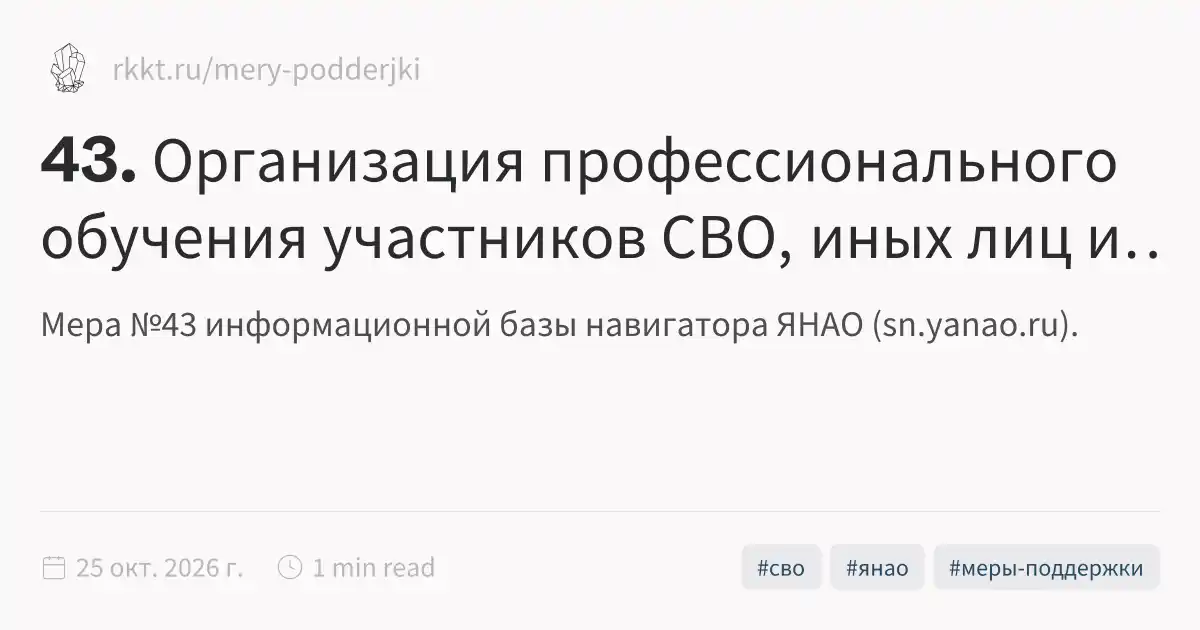 rkkt.ru/mery-podderjki
43. Организация профессионального
обучения участников СВО, иных лиц и..
Мера №43 информационной базы навигатора ЯНАО (sn.yanao.ru).
25 окт. 2026 г. 1 min read #сво #янао #меры-поддержки